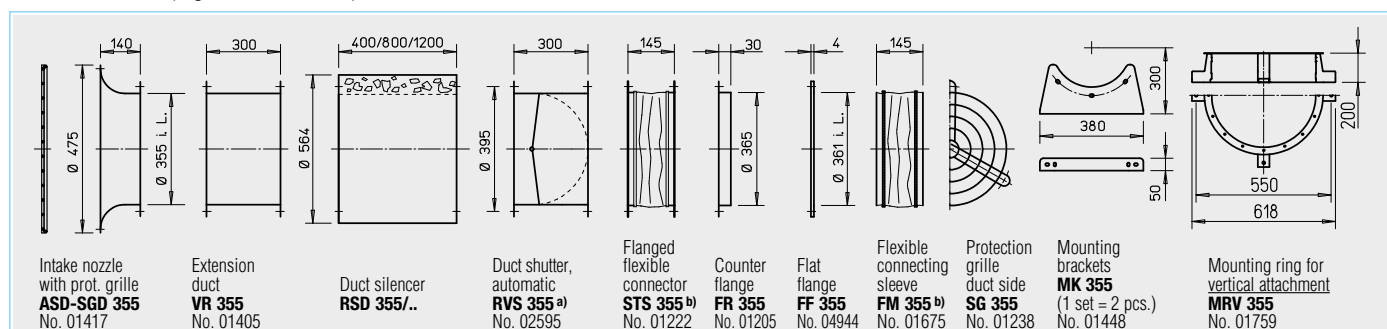 140
300
400/800/1200
300
145
30
4
145
300
380
50
200
550
618
Ø 475
Ø 355 i. L.
Ø 564
Ø 395
Ø 365
Ø 361 i. L.
Intake nozzle
with prot. grille
ASD-SGD 355
No. 01417
Extension
duct
VR 355
No. 01405
Duct silencer
RSD 355/..
Duct shutter,
automatic
RVS 355 a)
No. 02595
Flanged
flexible
connector
STS 355 b)
No. 01222
Counter
flange
FR 355
No. 01205
Flat
flange
FF 355
No. 04944
Flexible
connecting
sleeve
FM 355 b)
No. 01675
Protection
grille
duct side
SG 355
No. 01238
Mounting
brackets
MK 355
(1 set = 2 pcs.)
No. 01448
Mounting ring for
vertical attachment
MRV 355
No. 01759